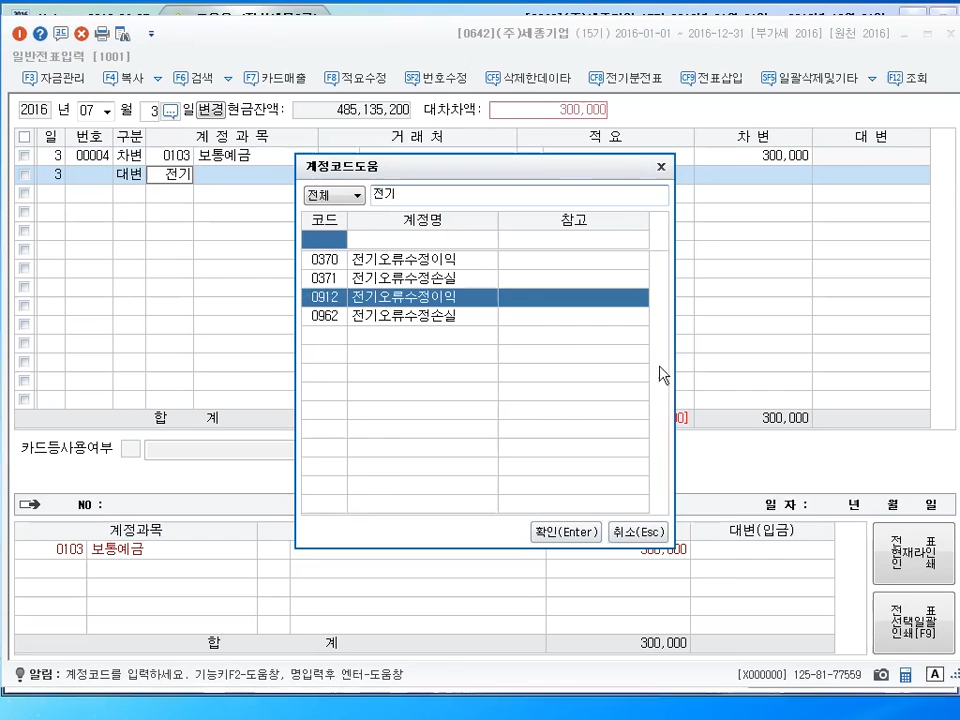 [0642](주)세종기업 (15기) 2016-01-01 ~ 2016-12-31 [부가세 2016] [원천 2016]
일반전표입력 [1001]
F3 자금관리 F4 복사 F6 검색 F7 카드매출 F8 적요수정 SF2 번호수정 CF5 삭제한데이타 CF8 전기분전표 CF9 전표삽입 SF5 일괄삭제및기타 F12 조회
2016 년 07 월 3 일 변경 현금잔액: 485,135,200 대차차액: 300,000
일 번호 구분 계 정 과 목 거 래 처 적 요 차 변 대 변
3 00004 차변 0103 보통예금 300,000
3 대변 전기
계정코드도움 x
전체 전기
코드 계정명 참고
0370 전기오류수정이익
0371 전기오류수정손실
0912 전기오류수정이익
0962 전기오류수정손실
확인(Enter) 취소(Esc)
합 계 300,000
카드등사용여부
NO : 일 자 : 년 월 일
계정과목 대변(입금)
0103 보통예금 300,000
합 계 300,000
전 표
현재라인
인 쇄
전 표
선택일괄
인쇄[F9]
알림 : 계정코드를 입력하세요. 기능키F2-도움창, 명입력후 엔터-도움창
[X000000] 125-81-77559 A